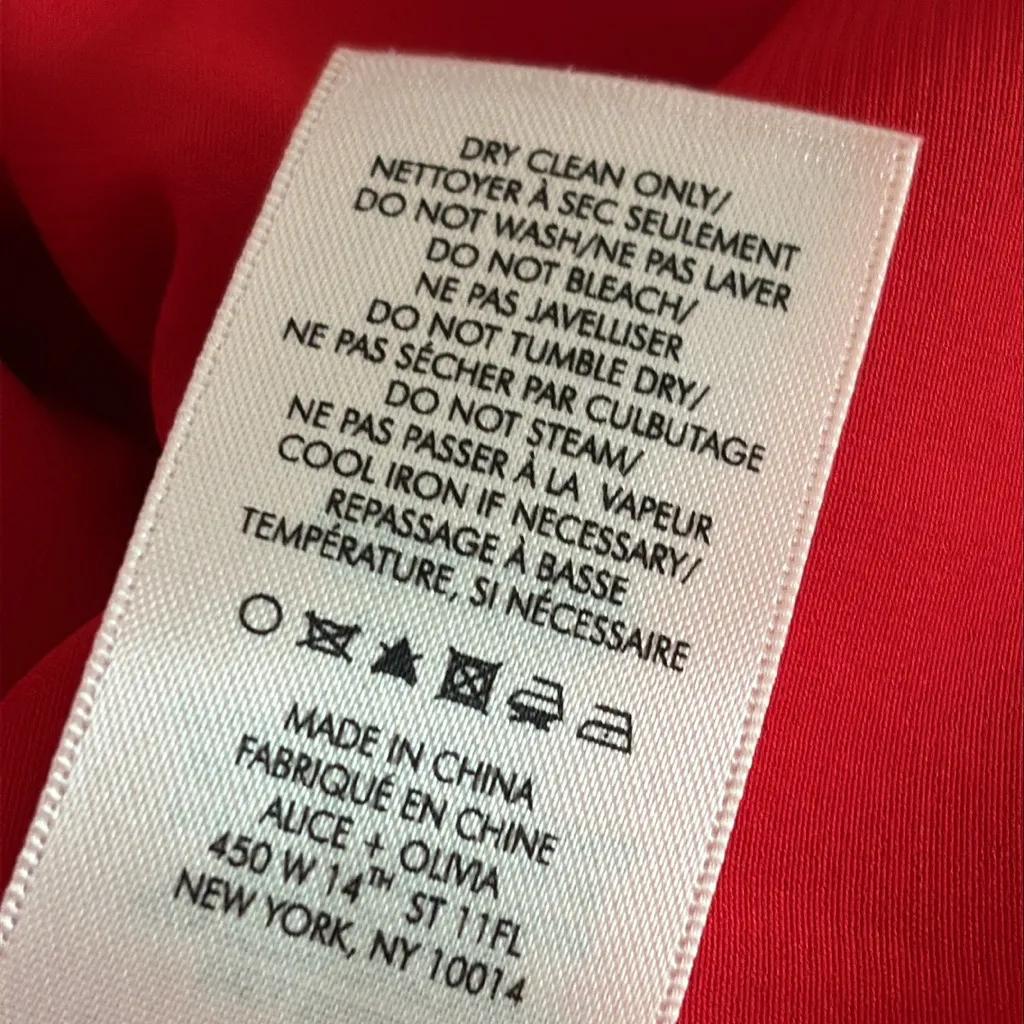 DRY CLEAN ONLY/
NETTOYER À SEC SEULEMENT
DO NOT WASH/NE PAS LAVER
DO NOT BLEACH/
NE PAS JAVELLISER
DO NOT TUMBLE DRY/
NE PAS SÉCHER PAR CULBUTAGE
DO NOT STEAM/
NE PAS PASSER À LA VAPEUR
COOL IRON IF NECESSARY/
REPASSAGE À BASSE
TEMPÉRATURE, SI NÉCESSAIRE
MADE IN CHINA
FABRIQUÉ EN CHINE
ALICE + OLIVIA
450 W 14TH ST 11FL
NEW YORK, NY 10014